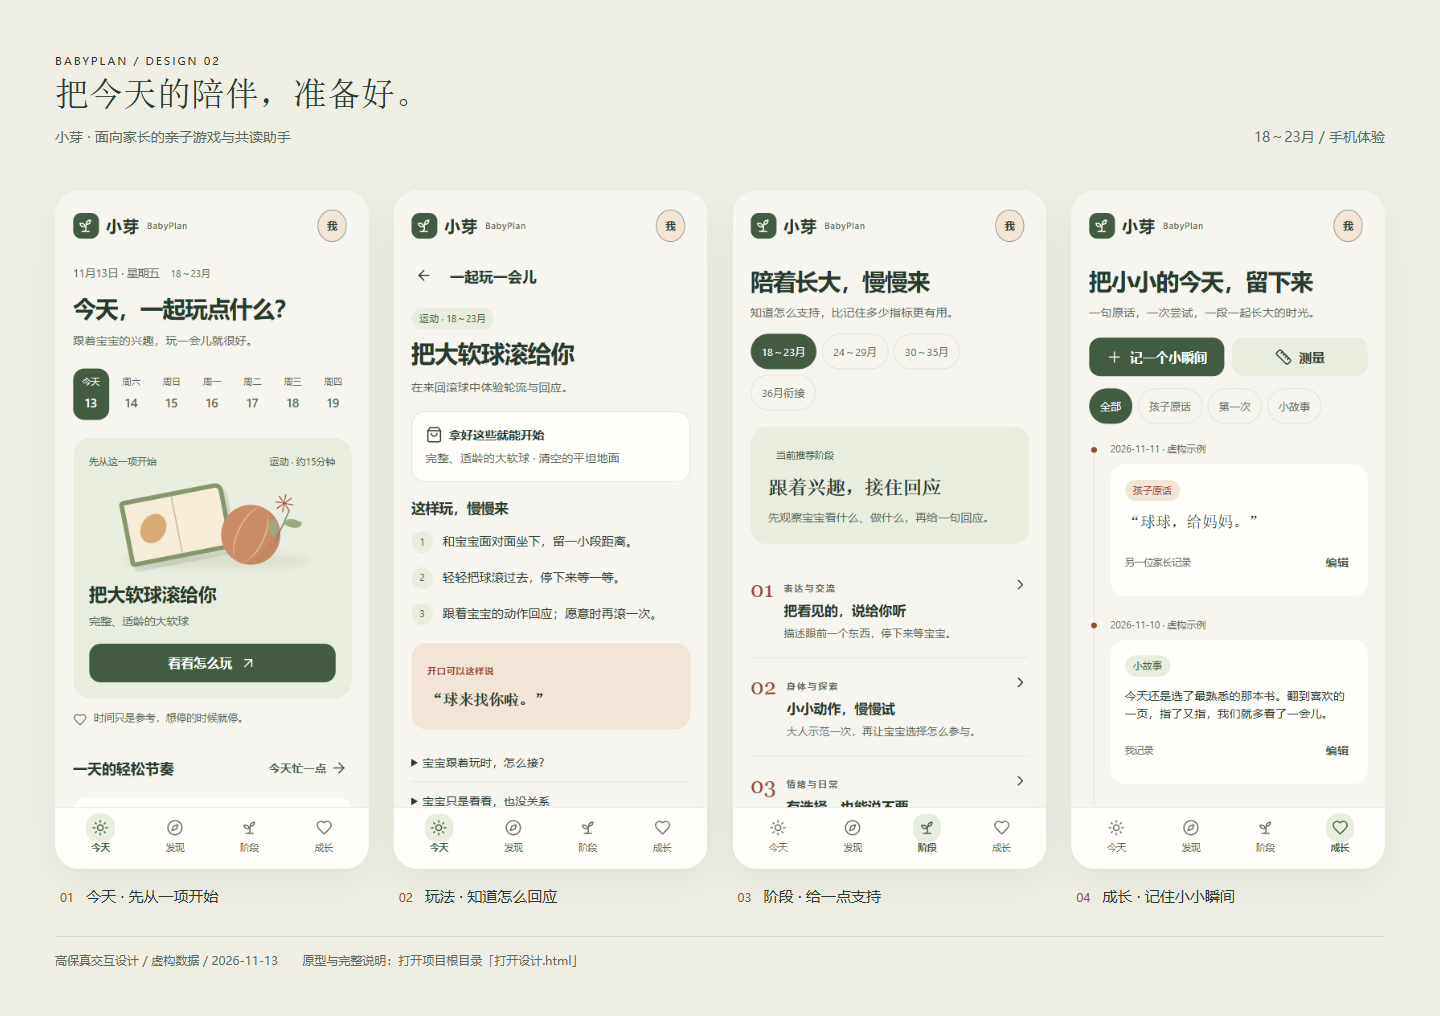 BABYPLAN / DESIGN 02
把今天的陪伴，准备好。
小芽 · 面向家长的亲子游戏与共读助手
18～23月 / 手机体验
小芽 BabyPlan
我
11月13日 · 星期五 18～23月
今天，一起玩点什么？
跟着宝宝的兴趣，玩一会儿就很好。
今天 周六 周日 周一 周二 周三 周四
13 14 15 16 17 18 19
先从这一项开始
运动 · 约15分钟
把大软球滚给你
完整、适龄的大软球
看看怎么玩
时间只是参考，想停的时候就停。
一天的轻松节奏
今天忙一点
今天 发现 阶段 成长
01 今天 · 先从一项开始
小芽 BabyPlan
我
一起玩一会儿
运动 · 18～23月
把大软球滚给你
在来回滚球中体验轮流与回应。
拿好这些就能开始
完整、适龄的大软球 · 清空的平坦地面
这样玩，慢慢来
1 和宝宝面对面坐下，留一小段距离。
2 轻轻把球滚过去，停下来等一等。
3 跟着宝宝的动作回应；愿意时再滚一次。
开口可以这样说
“球来找你啦。”
宝宝跟着玩时，怎么接？
宝宝只是看看，也没关系
今天 发现 阶段 成长
02 玩法 · 知道怎么回应
小芽 BabyPlan
我
陪着长大，慢慢来
知道怎么支持，比记住多少指标更有用。
18～23月 24～29月 30～35月
36月衔接
当前推荐阶段
跟着兴趣，接住回应
先观察宝宝看什么、做什么，再给一句回应。
01 表达与交流
把看见的，说给你听
描述眼前一个东西，停下来等宝宝。
02 身体与探索
小小动作，慢慢试
大人示范一次，再让宝宝选择怎么参与。
03 情绪与日常
有选择，也能说不要
今天 发现 阶段 成长
03 阶段 · 给一点支持
小芽 BabyPlan
我
把小小的今天，留下来
一句原话，一次尝试，一段一起长大的时光。
记一个小瞬间
测量
全部 孩子原话 第一次 小故事
2026-11-11 · 虚构示例
孩子原话
“球球，给妈妈。”
另一位家长记录
编辑
2026-11-10 · 虚构示例
小故事
今天还是选了最熟悉的那本书。翻到喜欢的
一页，指了又指，我们就多看了一会儿。
我记录
编辑
今天 发现 阶段 成长
04 成长 · 记住小小瞬间
高保真交互设计 / 虚构数据 / 2026-11-13
原型与完整说明：打开项目根目录「打开设计.html」